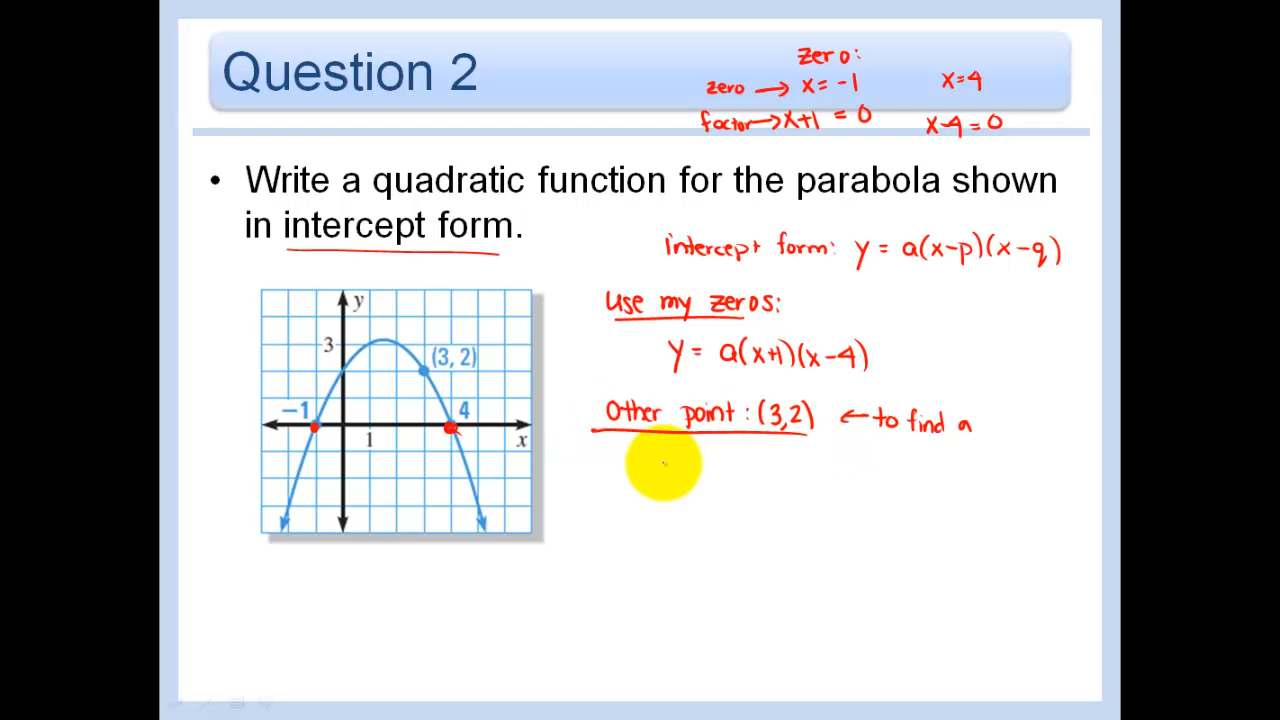 Question 2
zero:
zero → x = -1
x=4
factor → x+1 = 0
x-4=0
• Write a quadratic function for the parabola shown
in intercept form.
intercept form: y = a(x-p)(x-q)
Use my zeros:
y = a(x+1)(x-4)
Other point: (3,2) ← to find a
y
3
(3, 2)
−1
4
1
x